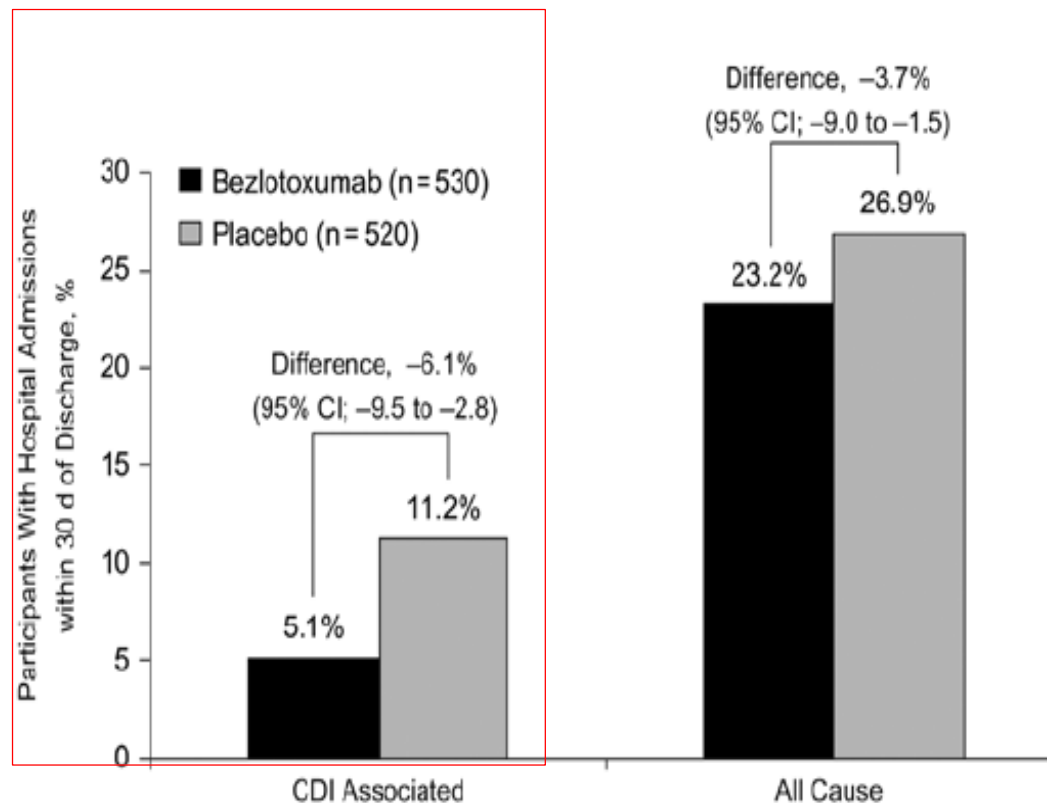 Difference, –3.7%
(95% CI; –9.0 to –1.5)
26.9%
23.2%
Bezlotoxumab (n=530)
Placebo (n=520)
Difference, –6.1%
(95% CI; –9.5 to –2.8)
11.2%
5.1%
Participants With Hospital Admissions
within 30 d of Discharge, %
30
25
20
15
10
5
0
CDI Associated
All Cause